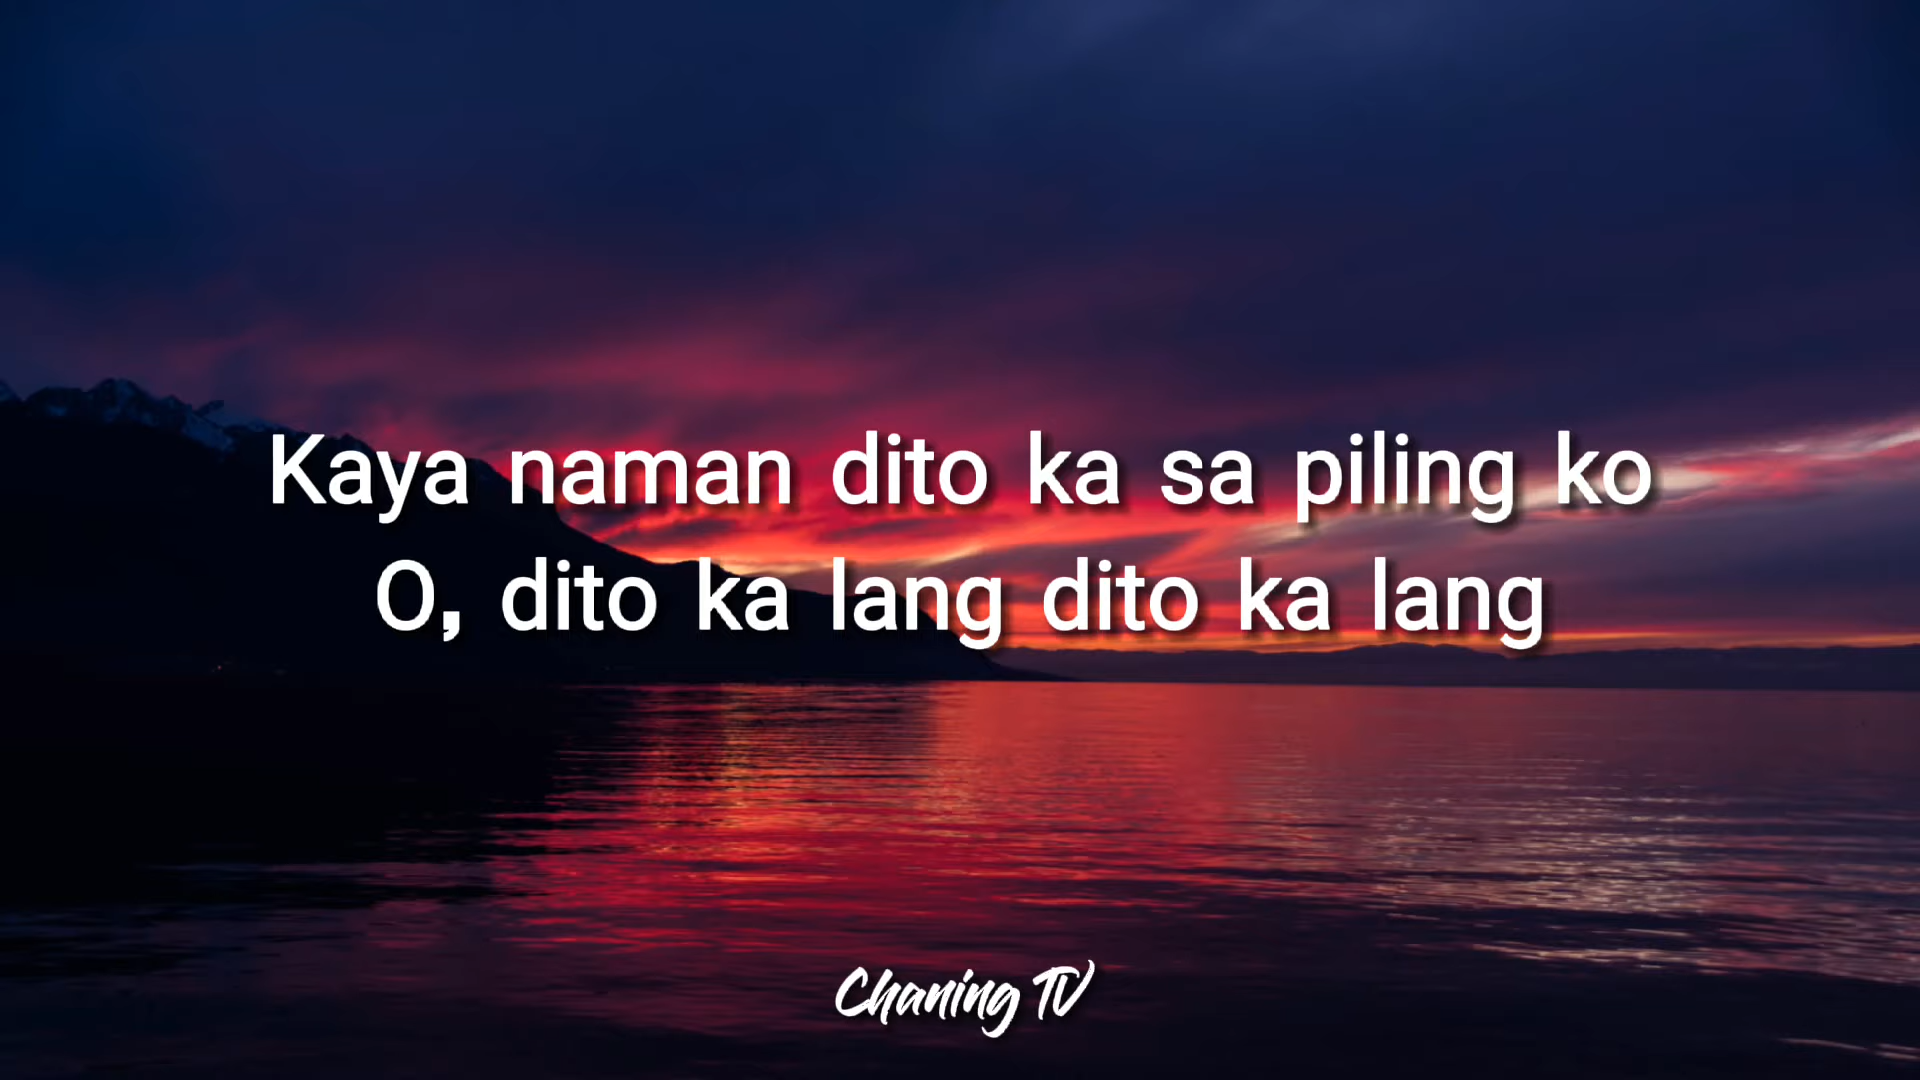 Kaya naman dito ka sa piling ko
O, dito ka lang dito ka lang
Chaning TV